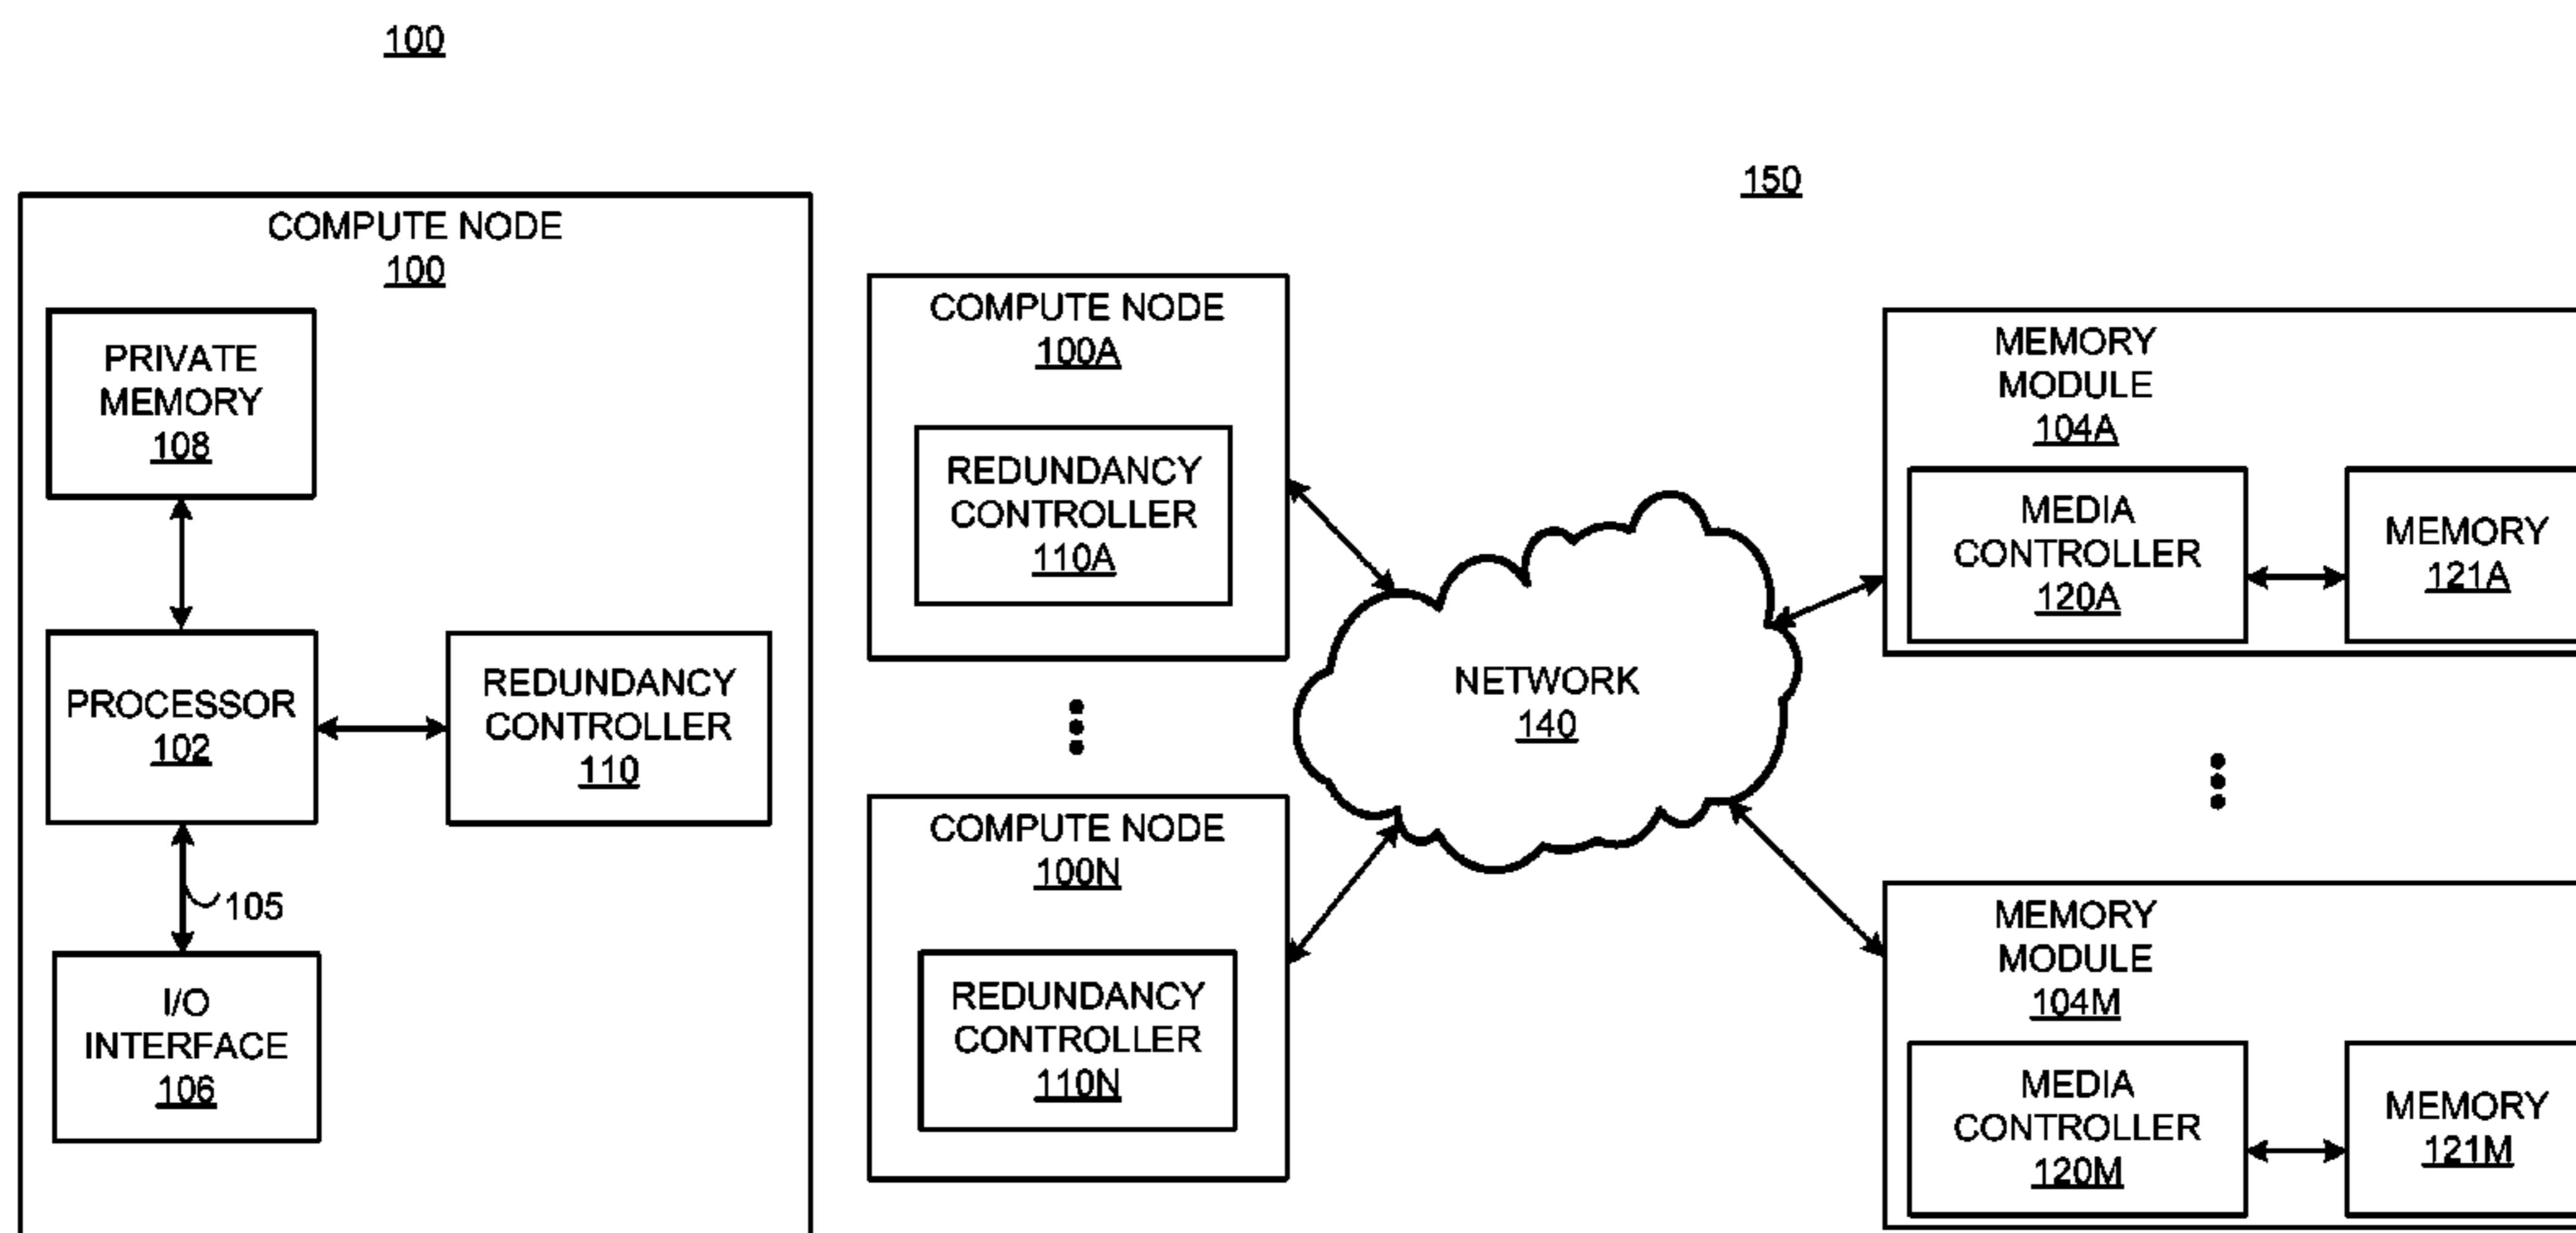 100
COMPUTE NODE
100
PRIVATE
MEMORY
108
PROCESSOR
102
REDUNDANCY
CONTROLLER
110
105
I/O
INTERFACE
106
150
COMPUTE NODE
100A
REDUNDANCY
CONTROLLER
110A
COMPUTE NODE
100N
REDUNDANCY
CONTROLLER
110N
NETWORK
140
MEMORY
MODULE
104A
MEDIA
CONTROLLER
120A
MEMORY
121A
MEMORY
MODULE
104M
MEDIA
CONTROLLER
120M
MEMORY
121M